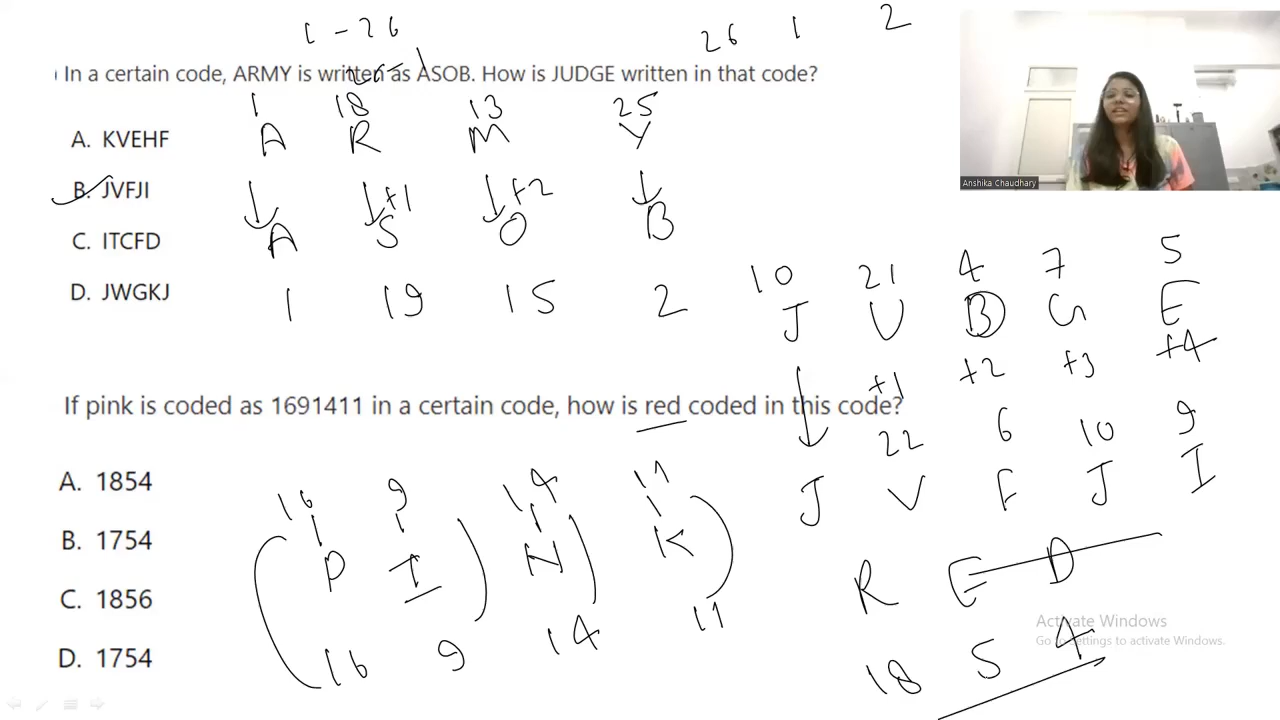 1 - 26
26 1 2
) In a certain code, ARMY is written as ASOB. How is JUDGE written in that code?
1 18 13 25
A. KVEHF
A R M Y
B. JVFJI
+1 +2
A S O B
C. ITCFD
D. JWGKJ
1 19 15 2
Anshika Chaudhary
10 21 4 7 5
J U D G E
+1 +2 +3 +4
22 6 10 9
J V F J I
If pink is coded as 1691411 in a certain code, how is red coded in this code?
A. 1854
B. 1754
C. 1856
D. 1754
16 9 14 11
P I N K
16 9 14 11
R E D
18 5 4
Activate Windows
Go to Settings to activate Windows.